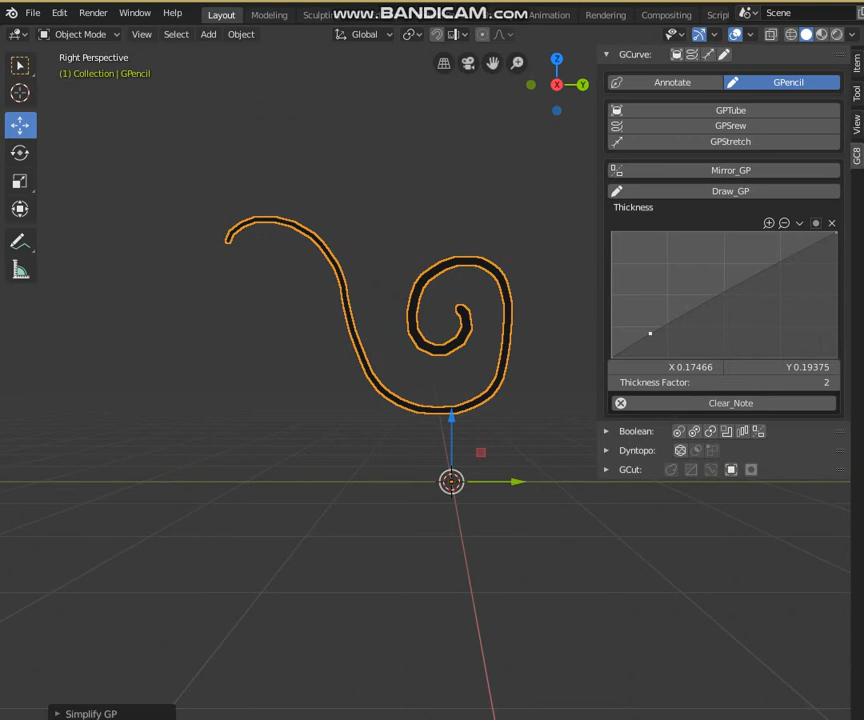 File Edit Render Window Help Layout Modeling Sculpti www.BANDICAM.com Animation Rendering Compositing Script Scene
Object Mode View Select Add Object Global
Right Perspective
(1) Collection | GPencil
Z
X
Y
GCurve:
Annotate GPencil
GPTube
GPSrew
GPStretch
Mirror_GP
Draw_GP
Thickness
X 0.17466 Y 0.19375
Thickness Factor: 2
Clear_Note
Boolean:
Dyntopo:
GCut:
Item
Tool
View
GC8
Simplify GP